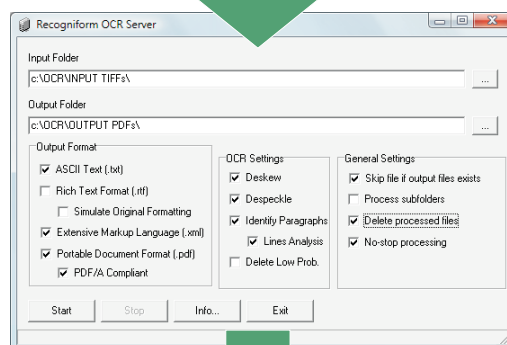 Recogniform OCR Server
Input Folder
c:\OCR\INPUT TIFFs\
...
Output Folder
c:\OCR\OUTPUT PDFs\
...
Output Format
ASCII Text (.txt)
Rich Text Format (.rtf)
Simulate Original Formatting
Extensive Markup Language (.xml)
Portable Document Format (.pdf)
PDF/A Compliant
OCR Settings
Deskew
Despeckle
Identify Paragraphs
Lines Analysis
Delete Low Prob.
General Settings
Skip file if output files exists
Process subfolders
Delete processed files
No-stop processing
Start Stop Info... Exit